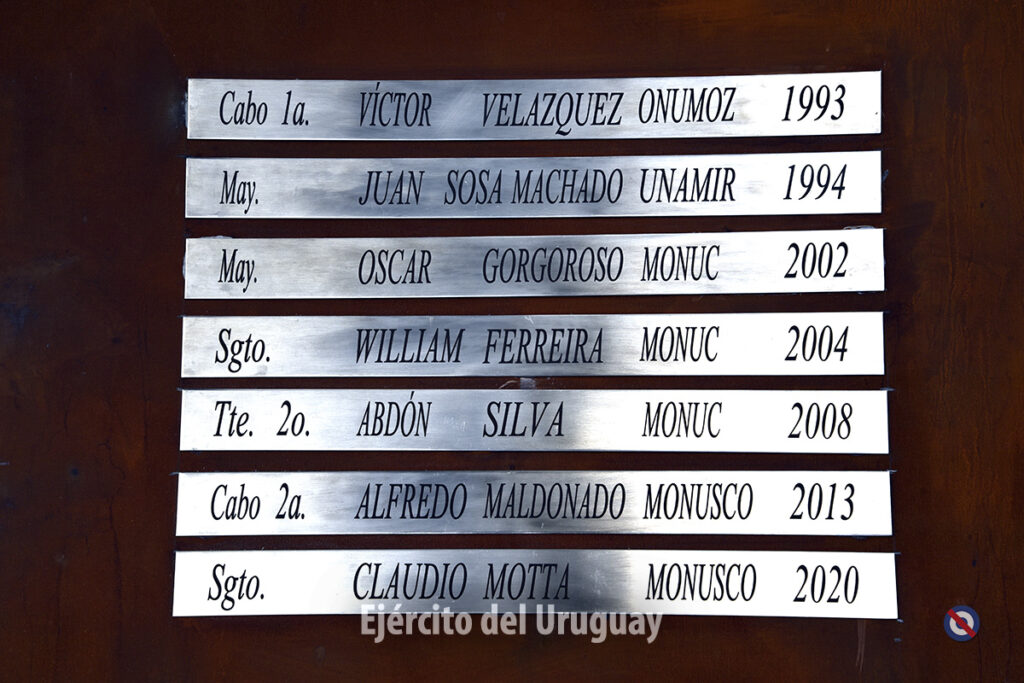 Cabo 1a. VÍCTOR VELAZQUEZ ONUMOZ 1993
May. JUAN SOSA MACHADO UNAMIR 1994
May. OSCAR GORGOROSO MONUC 2002
Sgto. WILLIAM FERREIRA MONUC 2004
Tte. 2o. ABDÓN SILVA MONUC 2008
Cabo 2a. ALFREDO MALDONADO MONUSCO 2013
Sgto. CLAUDIO MOTTA MONUSCO 2020
Ejército del Uruguay